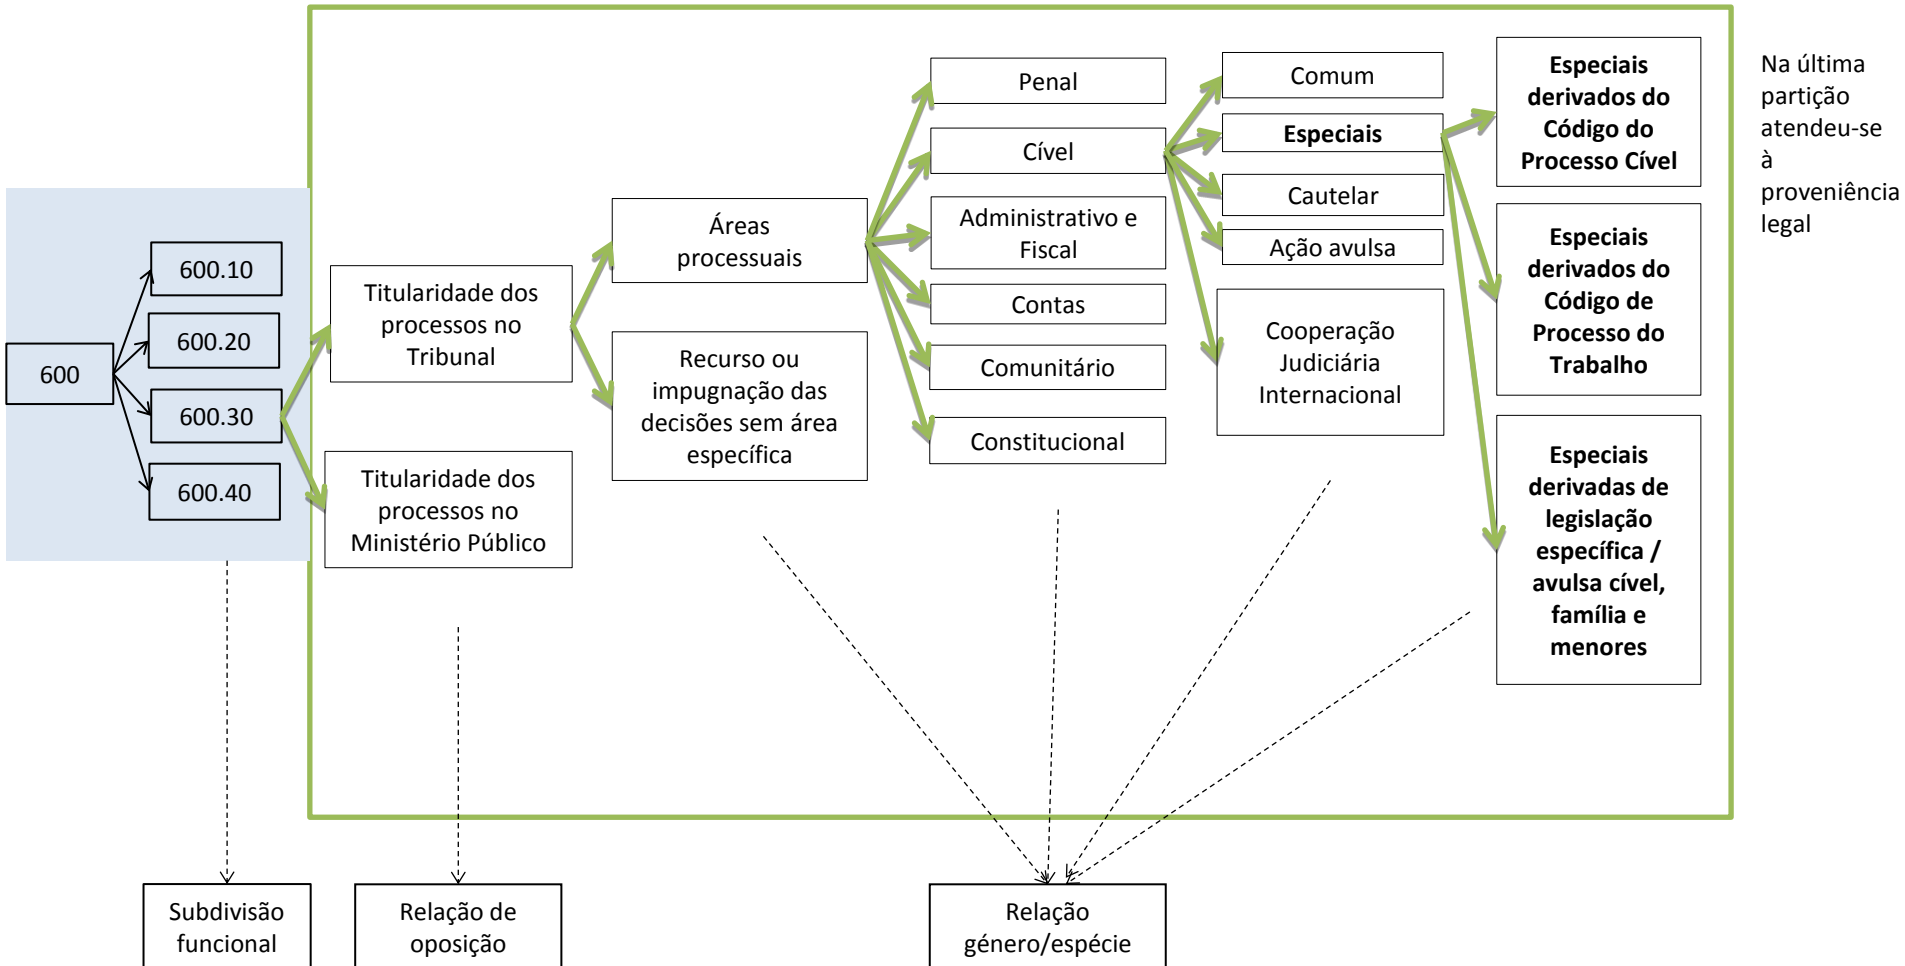 600
600.10
600.20
600.30
600.40
Titularidade dos
processos no
Tribunal
Titularidade dos
processos no
Ministério Público
Áreas
processuais
Recurso ou
impugnação das
decisões sem área
específica
Penal
Cível
Administrativo e
Fiscal
Contas
Comunitário
Constitucional
Comum
Especiais
Cautelar
Ação avulsa
Cooperação
Judiciária
Internacional
Especiais
derivados do
Código do
Processo Cível
Especiais
derivados do
Código de
Processo do
Trabalho
Especiais
derivadas de
legislação
específica /
avulsa cível,
família e
menores
Na última
partição
atendeu-se
à
proveniência
legal
Subdivisão
funcional
Relação de
oposição
Relação
género/espécie